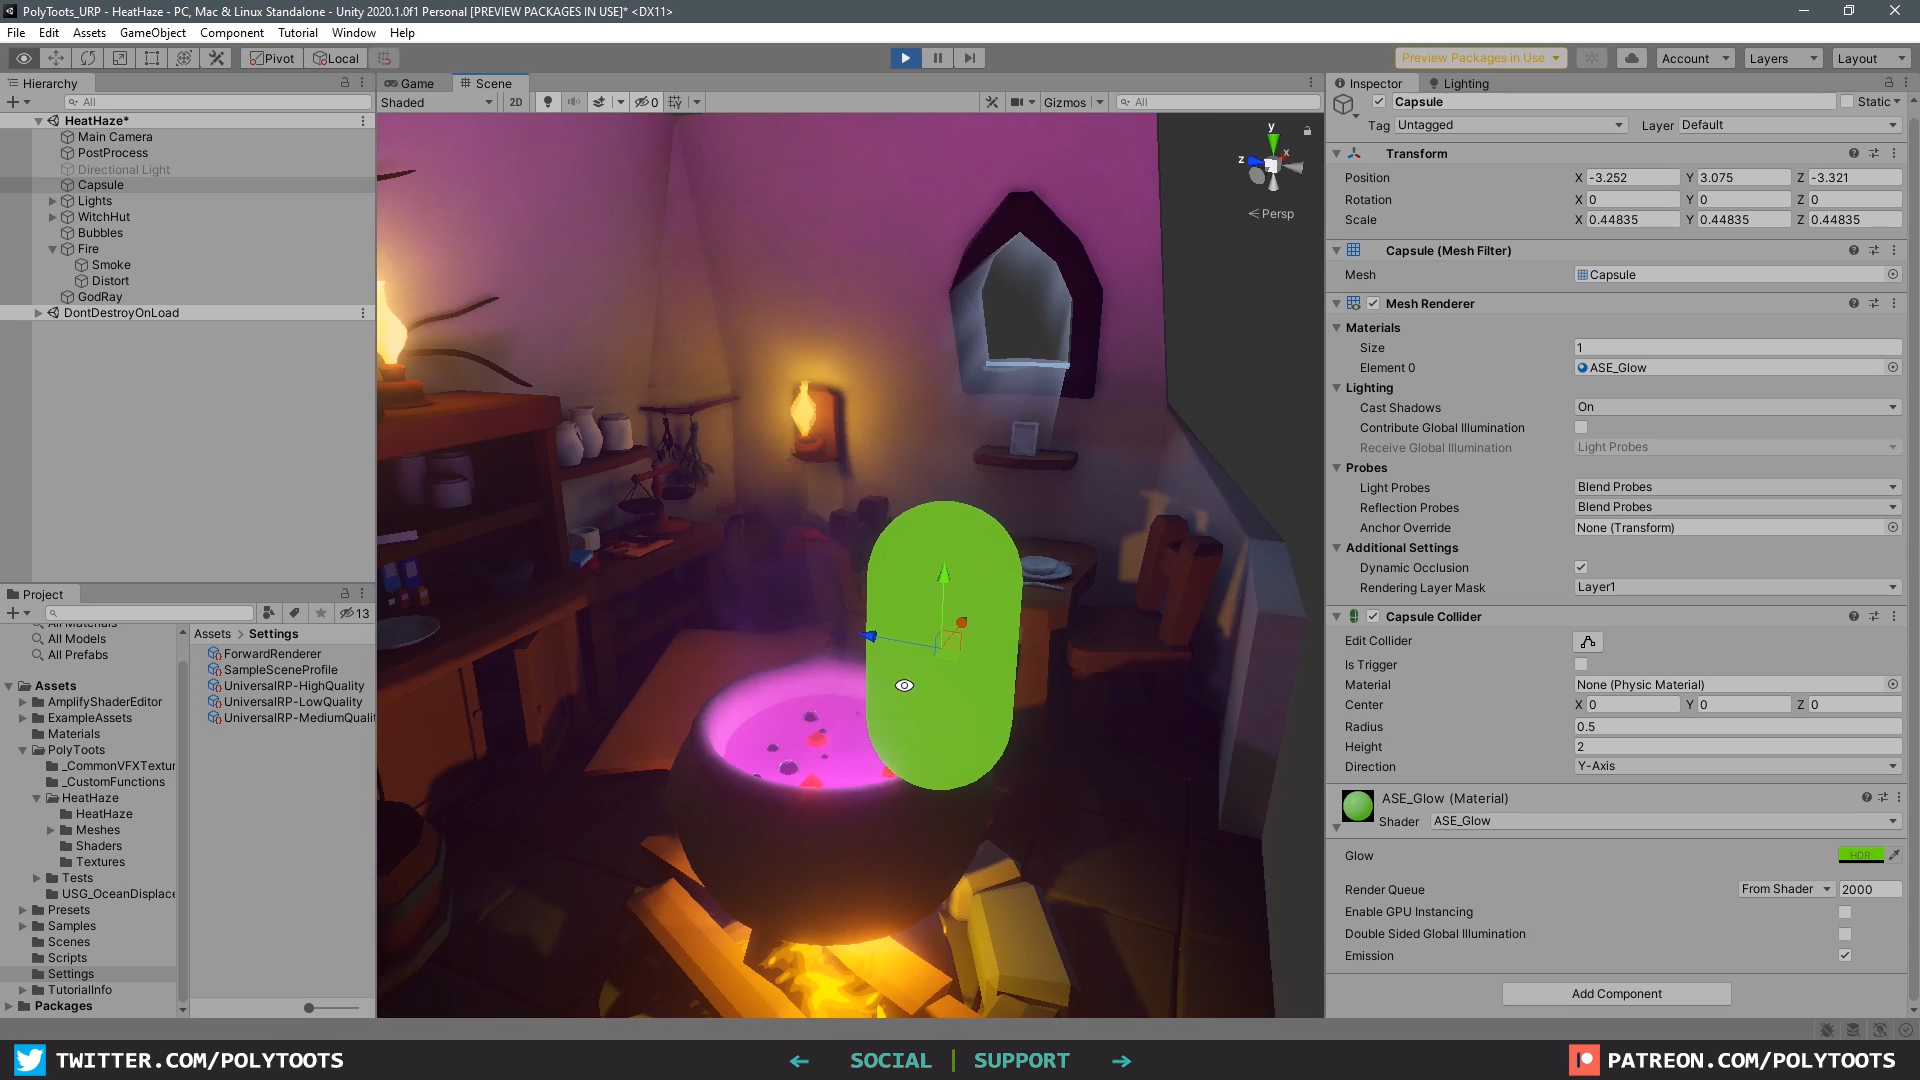 PolyToots_URP - HeatHaze - PC, Mac & Linux Standalone - Unity 2020.1.0f1 Personal [PREVIEW PACKAGES IN USE]* <DX11>
File Edit Assets GameObject Component Tutorial Window Help
Pivot Local Preview Packages in Use Account Layers Layout
Hierarchy
All
HeatHaze*
Main Camera
PostProcess
Directional Light
Capsule
Lights
WitchHut
Bubbles
Fire
Smoke
Distort
GodRay
DontDestroyOnLoad
Game Scene
Shaded 2D 0 Gizmos All
y
x
z
Persp
Project
13
All Models
All Prefabs
Assets
AmplifyShaderEditor
ExampleAssets
Materials
PolyToots
_CommonVFXTextur
_CustomFunctions
HeatHaze
HeatHaze
Meshes
Shaders
Textures
Tests
USG_OceanDisplace
Presets
Samples
Scenes
Scripts
Settings
TutorialInfo
Packages
Assets > Settings
ForwardRenderer
SampleSceneProfile
UniversalRP-HighQuality
UniversalRP-LowQuality
UniversalRP-MediumQualit
Inspector Lighting
Capsule Static
Tag Untagged Layer Default
Transform
Position X -3.252 Y 3.075 Z -3.321
Rotation X 0 Y 0 Z 0
Scale X 0.44835 Y 0.44835 Z 0.44835
Capsule (Mesh Filter)
Mesh Capsule
Mesh Renderer
Materials
Size 1
Element 0 ASE_Glow
Lighting
Cast Shadows On
Contribute Global Illumination
Receive Global Illumination Light Probes
Probes
Light Probes Blend Probes
Reflection Probes Blend Probes
Anchor Override None (Transform)
Additional Settings
Dynamic Occlusion
Rendering Layer Mask Layer1
Capsule Collider
Edit Collider
Is Trigger
Material None (Physic Material)
Center X 0 Y 0 Z 0
Radius 0.5
Height 2
Direction Y-Axis
ASE_Glow (Material)
Shader ASE_Glow
Glow HDR
Render Queue From Shader 2000
Enable GPU Instancing
Double Sided Global Illumination
Emission
Add Component
TWITTER.COM/POLYTOOTS ← SOCIAL | SUPPORT → PATREON.COM/POLYTOOTS